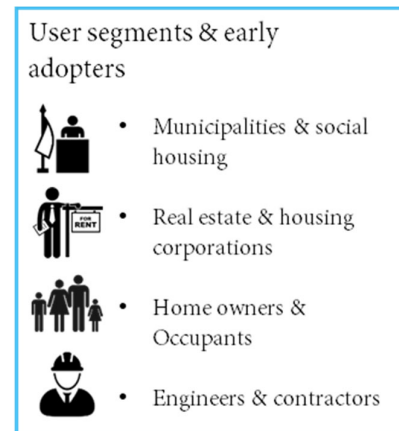 User segments & early
adopters
• Municipalities & social
housing
FOR
RENT
• Real estate & housing
corporations
• Home owners &
Occupants
• Engineers & contractors